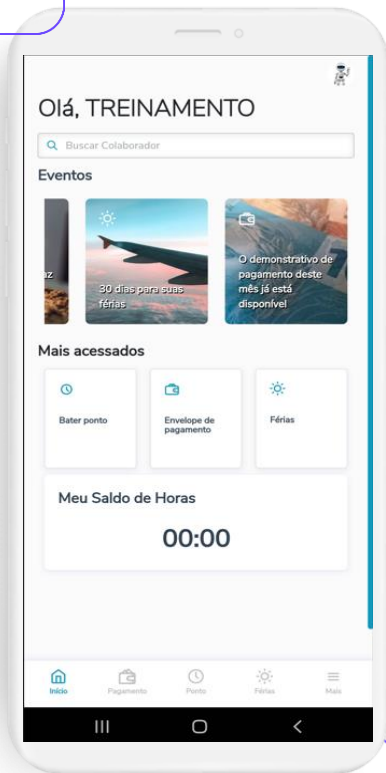 Olá, TREINAMENTO
Buscar Colaborador
Eventos
az
30 dias para suas
férias
O demonstrativo de
pagamento deste
mês já está
disponível
Mais acessados
Bater ponto
Envelope de
pagamento
Férias
Meu Saldo de Horas
00:00
Início
Pagamento
Ponto
Férias
Mais